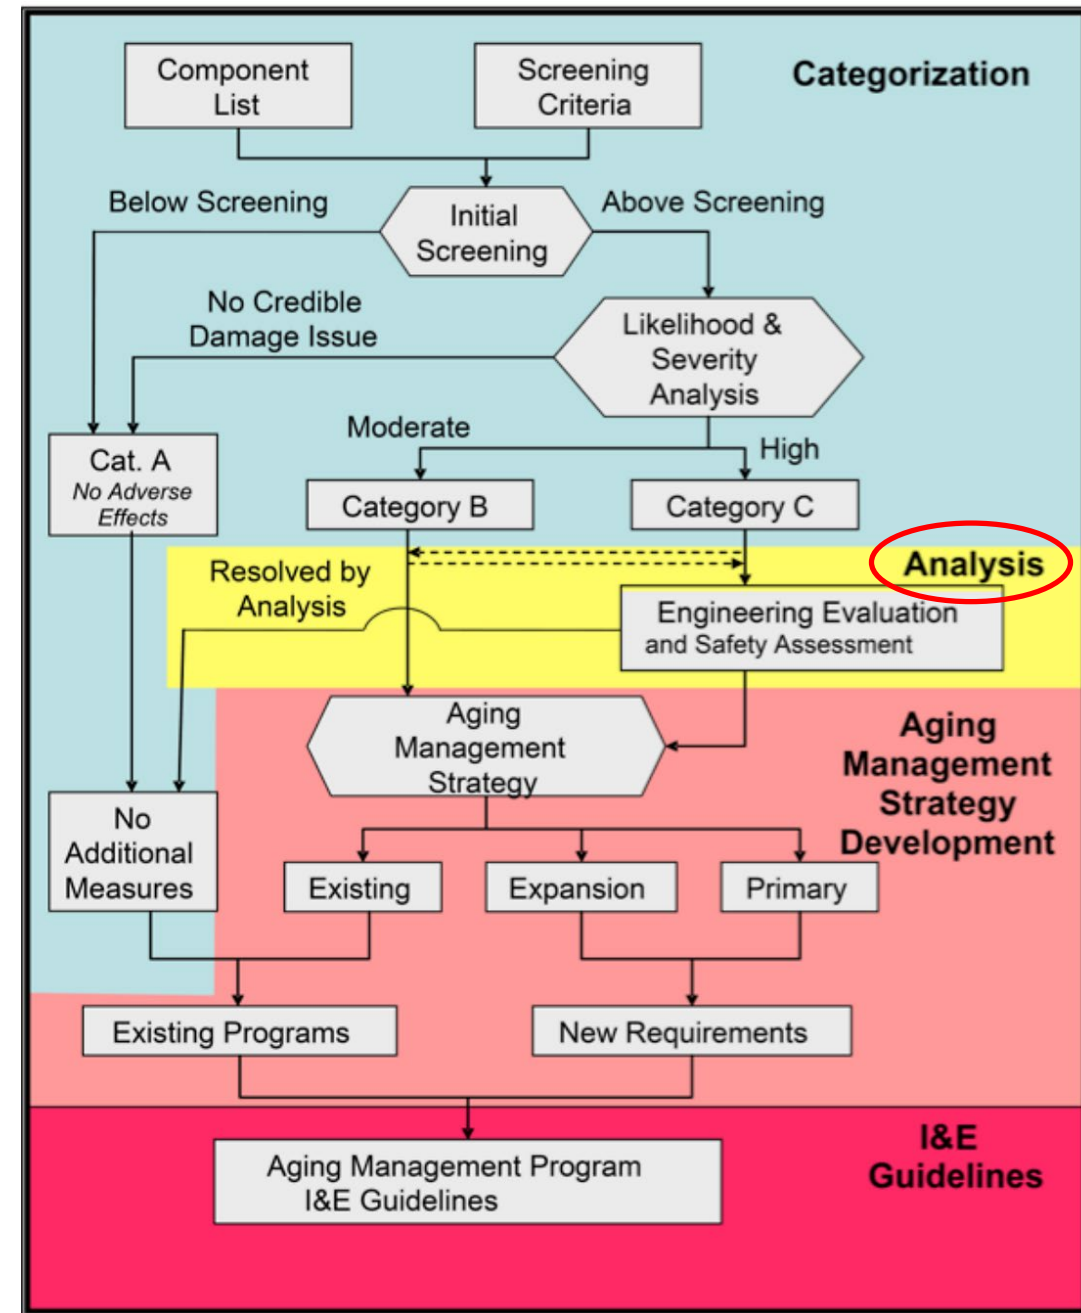 Component
List
Screening
Criteria
Categorization
Below Screening
Initial
Screening
Above Screening
No Credible
Damage Issue
Likelihood &
Severity
Analysis
Moderate
High
Cat. A
No Adverse
Effects
Category B
Category C
Analysis
Resolved by
Analysis
Engineering Evaluation
and Safety Assessment
Aging
Management
Strategy
Aging
Management
Strategy
Development
No
Additional
Measures
Existing
Expansion
Primary
Existing Programs
New Requirements
I&E
Guidelines
Aging Management Program
I&E Guidelines